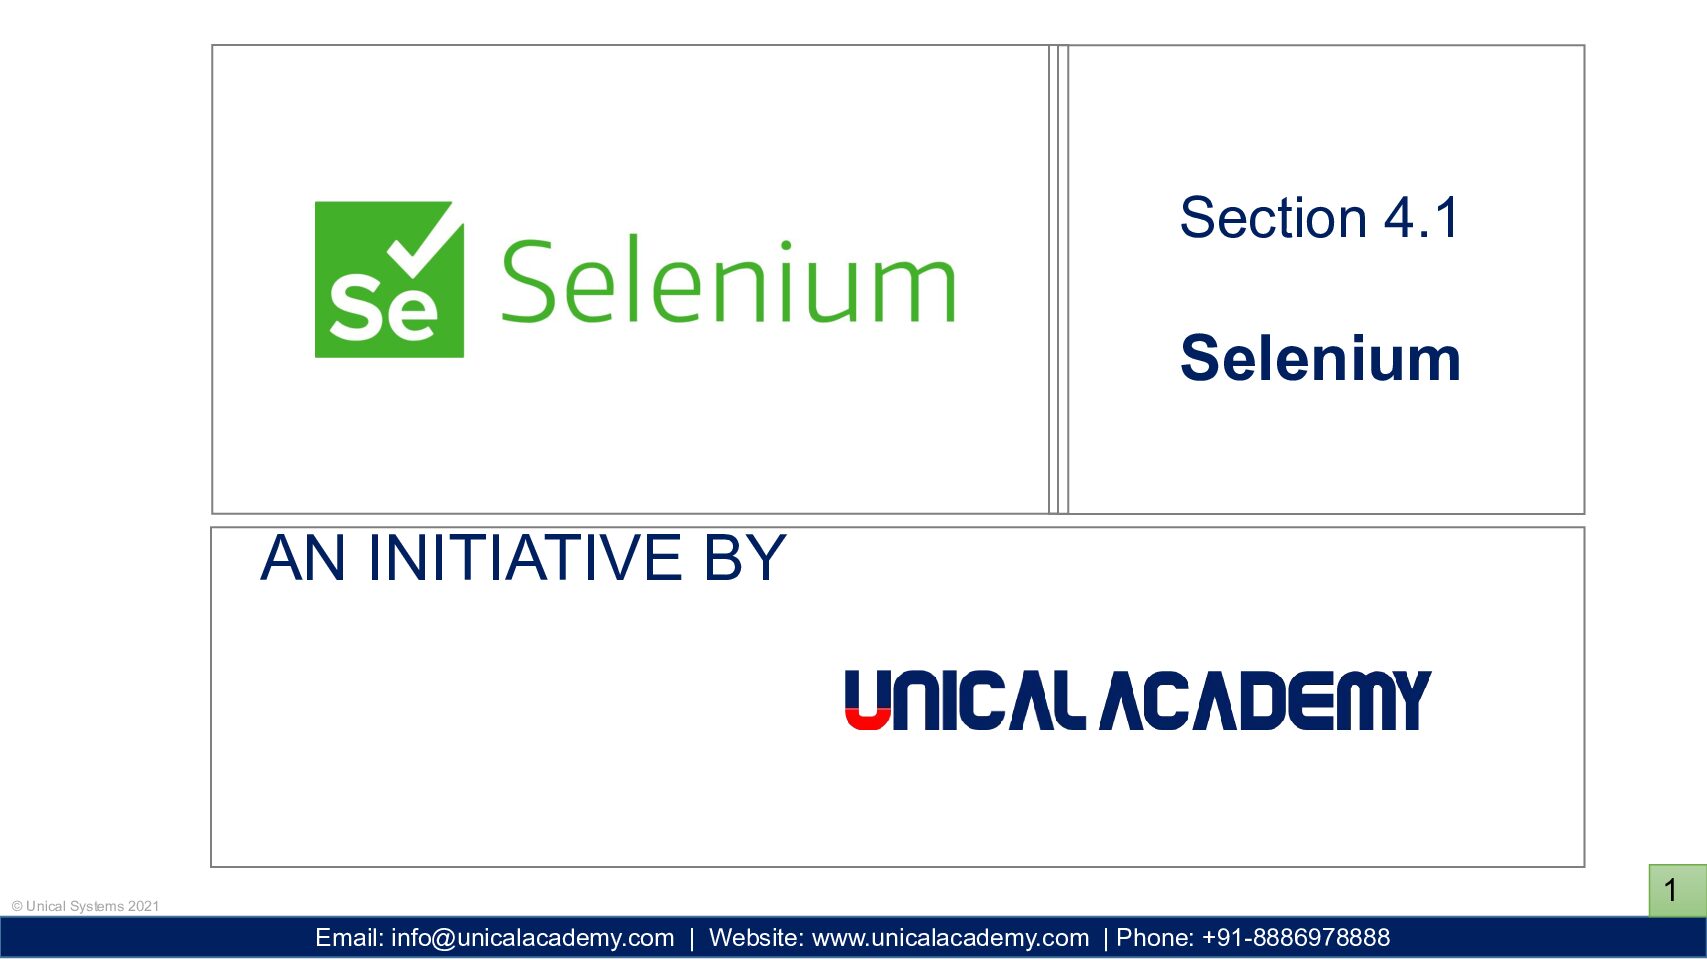 Se Selenium
Section 4.1
Selenium
AN INITIATIVE BY
UNICAL ACADEMY
1
© Unical Systems 2021
Email: info@unicalacademy.com | Website: www.unicalacademy.com | Phone: +91-8886978888